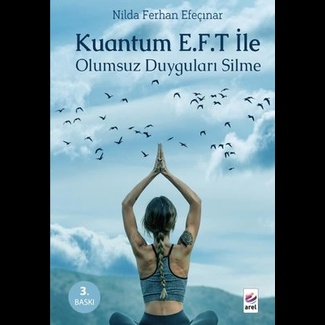 Nilda Ferhan Efeçınar
Kuantum E.F.T İle
Olumsuz Duyguları Silme
3.
BASKI
arel